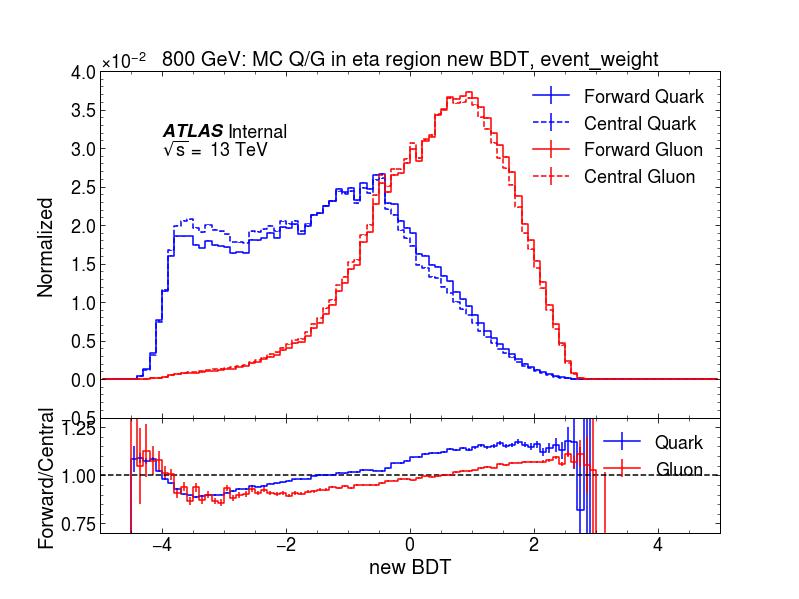 ×10−2 800 GeV: MC Q/G in eta region new BDT, event_weight
4.0
3.5
3.0
2.5
2.0
1.5
1.0
0.5
0.0
Normalized
ATLAS Internal
√s = 13 TeV
Forward Quark
Central Quark
Forward Gluon
Central Gluon
−0.5
1.25
1.00
0.75
Forward/Central
Quark
Gluon
−4 −2 0 2 4
new BDT